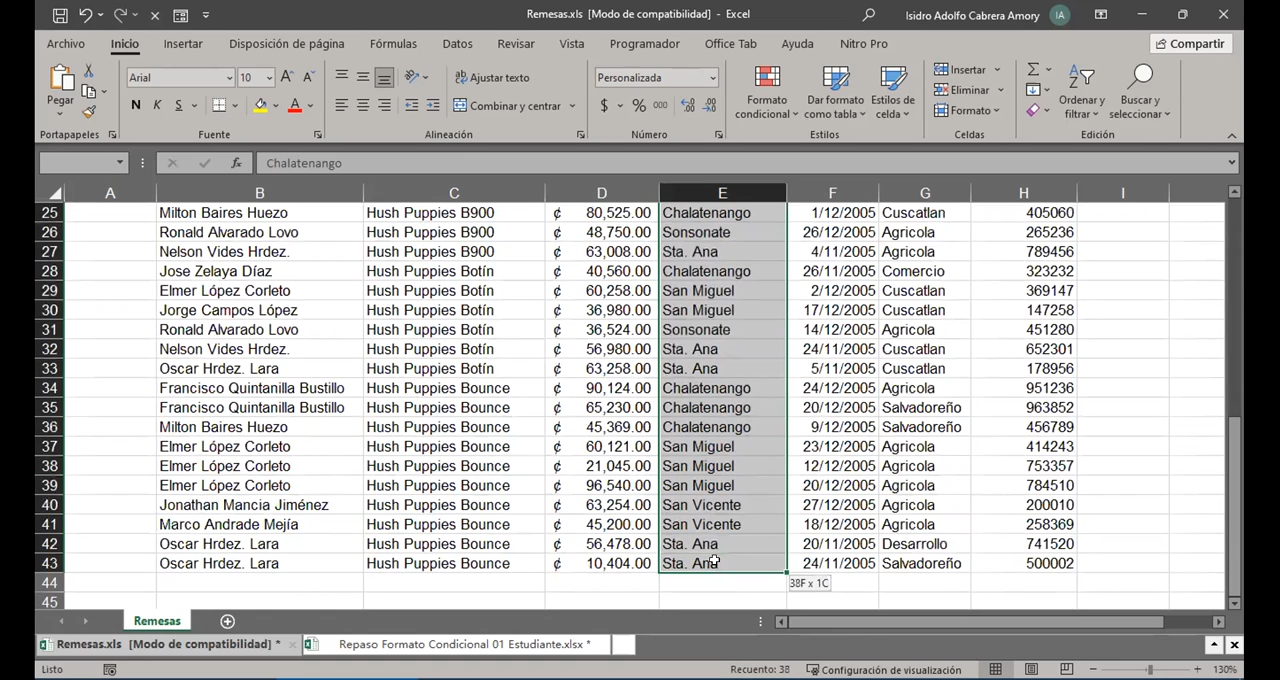 Remesas.xls [Modo de compatibilidad] - Excel
Isidro Adolfo Cabrera Amory IA
Archivo Inicio Insertar Disposición de página Fórmulas Datos Revisar Vista Programador Office Tab Ayuda Nitro Pro Compartir
Pegar
Arial 10
N K S
Ajustar texto
Combinar y centrar
Personalizada
$ % 000
Formato condicional
Dar formato como tabla
Estilos de celda
Insertar
Eliminar
Formato
Ordenar y filtrar
Buscar y seleccionar
Portapapeles Fuente Alineación Número Estilos Celdas Edición
fx Chalatenango
A B C D E F G H I
25 Milton Baires Huezo Hush Puppies B900 ¢ 80,525.00 Chalatenango 1/12/2005 Cuscatlan 405060
26 Ronald Alvarado Lovo Hush Puppies B900 ¢ 48,750.00 Sonsonate 26/12/2005 Agricola 265236
27 Nelson Vides Hrdez. Hush Puppies B900 ¢ 63,008.00 Sta. Ana 4/11/2005 Agricola 789456
28 Jose Zelaya Díaz Hush Puppies Botín ¢ 40,560.00 Chalatenango 26/11/2005 Comercio 323232
29 Elmer López Corleto Hush Puppies Botín ¢ 60,258.00 San Miguel 2/12/2005 Cuscatlan 369147
30 Jorge Campos López Hush Puppies Botín ¢ 36,980.00 San Miguel 17/12/2005 Cuscatlan 147258
31 Ronald Alvarado Lovo Hush Puppies Botín ¢ 36,524.00 Sonsonate 14/12/2005 Agricola 451280
32 Nelson Vides Hrdez. Hush Puppies Botín ¢ 56,980.00 Sta. Ana 24/11/2005 Cuscatlan 652301
33 Oscar Hrdez. Lara Hush Puppies Botín ¢ 63,258.00 Sta. Ana 5/11/2005 Cuscatlan 178956
34 Francisco Quintanilla Bustillo Hush Puppies Bounce ¢ 90,124.00 Chalatenango 24/12/2005 Agricola 951236
35 Francisco Quintanilla Bustillo Hush Puppies Bounce ¢ 65,230.00 Chalatenango 20/12/2005 Salvadoreño 963852
36 Milton Baires Huezo Hush Puppies Bounce ¢ 45,369.00 Chalatenango 9/12/2005 Salvadoreño 456789
37 Elmer López Corleto Hush Puppies Bounce ¢ 60,121.00 San Miguel 23/12/2005 Agricola 414243
38 Elmer López Corleto Hush Puppies Bounce ¢ 21,045.00 San Miguel 12/12/2005 Agricola 753357
39 Elmer López Corleto Hush Puppies Bounce ¢ 96,540.00 San Miguel 20/12/2005 Agricola 784510
40 Jonathan Mancia Jiménez Hush Puppies Bounce ¢ 63,254.00 San Vicente 27/12/2005 Agricola 200010
41 Marco Andrade Mejía Hush Puppies Bounce ¢ 45,200.00 San Vicente 18/12/2005 Agricola 258369
42 Oscar Hrdez. Lara Hush Puppies Bounce ¢ 56,478.00 Sta. Ana 20/11/2005 Desarrollo 741520
43 Oscar Hrdez. Lara Hush Puppies Bounce ¢ 10,404.00 Sta. Ana 24/11/2005 Salvadoreño 500002
44 38F x 1C
45
Remesas
Remesas.xls [Modo de compatibilidad] * Repaso Formato Condicional 01 Estudiante.xlsx *
Listo Recuento: 38 Configuración de visualización 130%